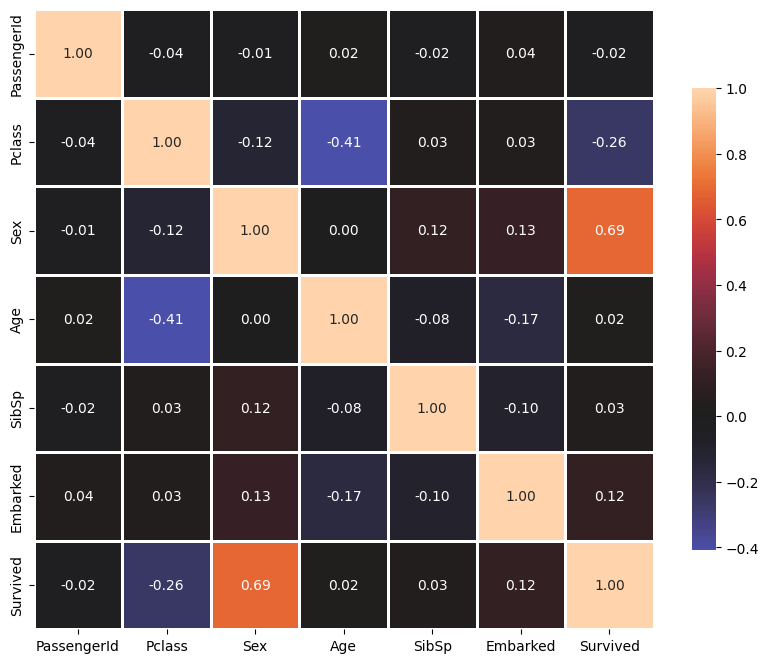 PassengerId 1.00 -0.04 -0.01 0.02 -0.02 0.04 -0.02
Pclass -0.04 1.00 -0.12 -0.41 0.03 0.03 -0.26
Sex -0.01 -0.12 1.00 0.00 0.12 0.13 0.69
Age 0.02 -0.41 0.00 1.00 -0.08 -0.17 0.02
SibSp -0.02 0.03 0.12 -0.08 1.00 -0.10 0.03
Embarked 0.04 0.03 0.13 -0.17 -0.10 1.00 0.12
Survived -0.02 -0.26 0.69 0.02 0.03 0.12 1.00
PassengerId Pclass Sex Age SibSp Embarked Survived
1.0
0.8
0.6
0.4
0.2
0.0
−0.2
−0.4